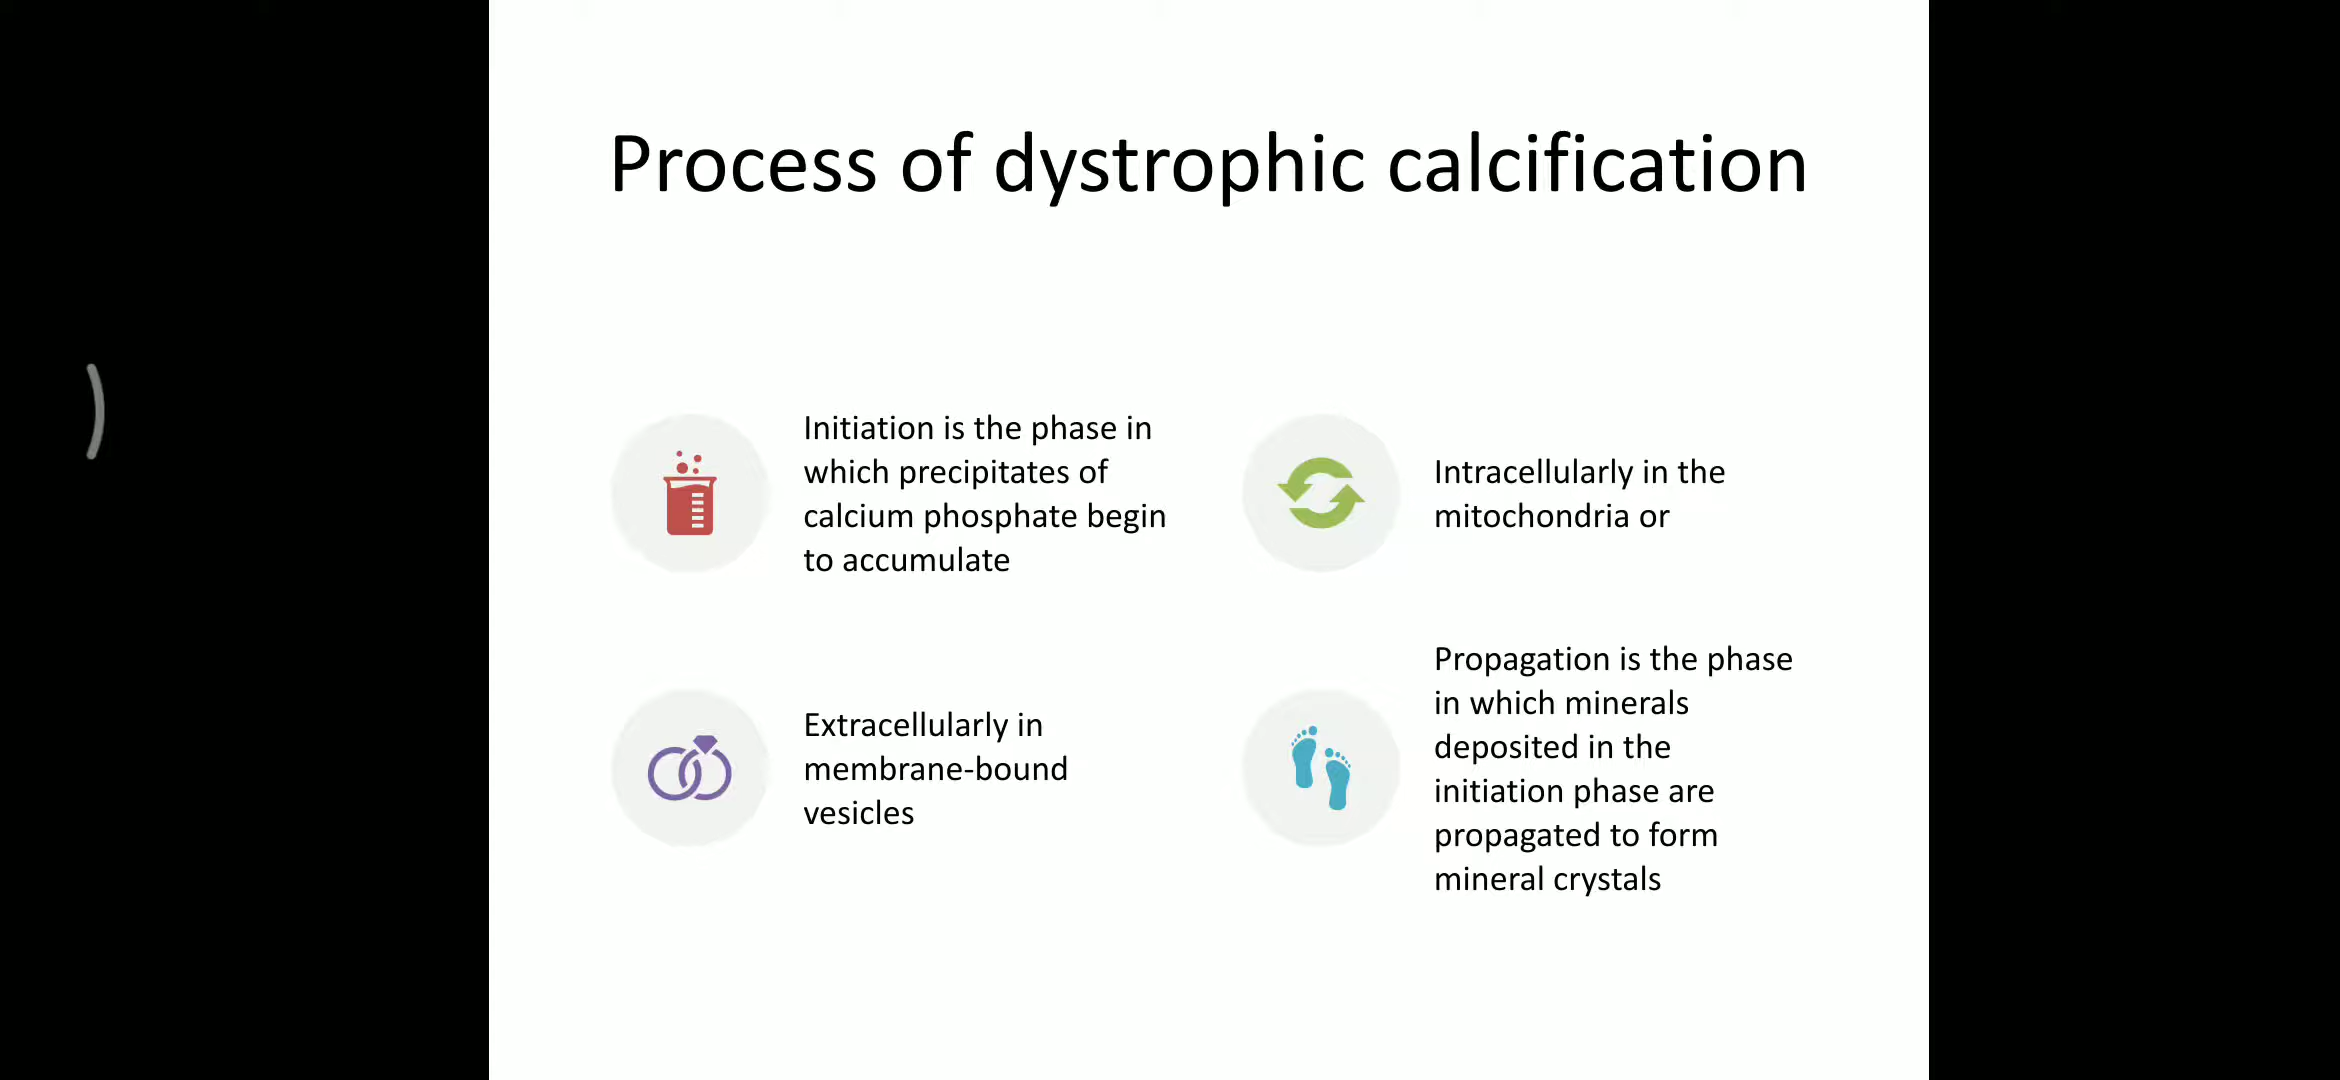 Process of dystrophic calcification
Initiation is the phase in
which precipitates of
calcium phosphate begin
to accumulate
Intracellularly in the
mitochondria or
Extracellularly in
membrane-bound
vesicles
Propagation is the phase
in which minerals
deposited in the
initiation phase are
propagated to form
mineral crystals